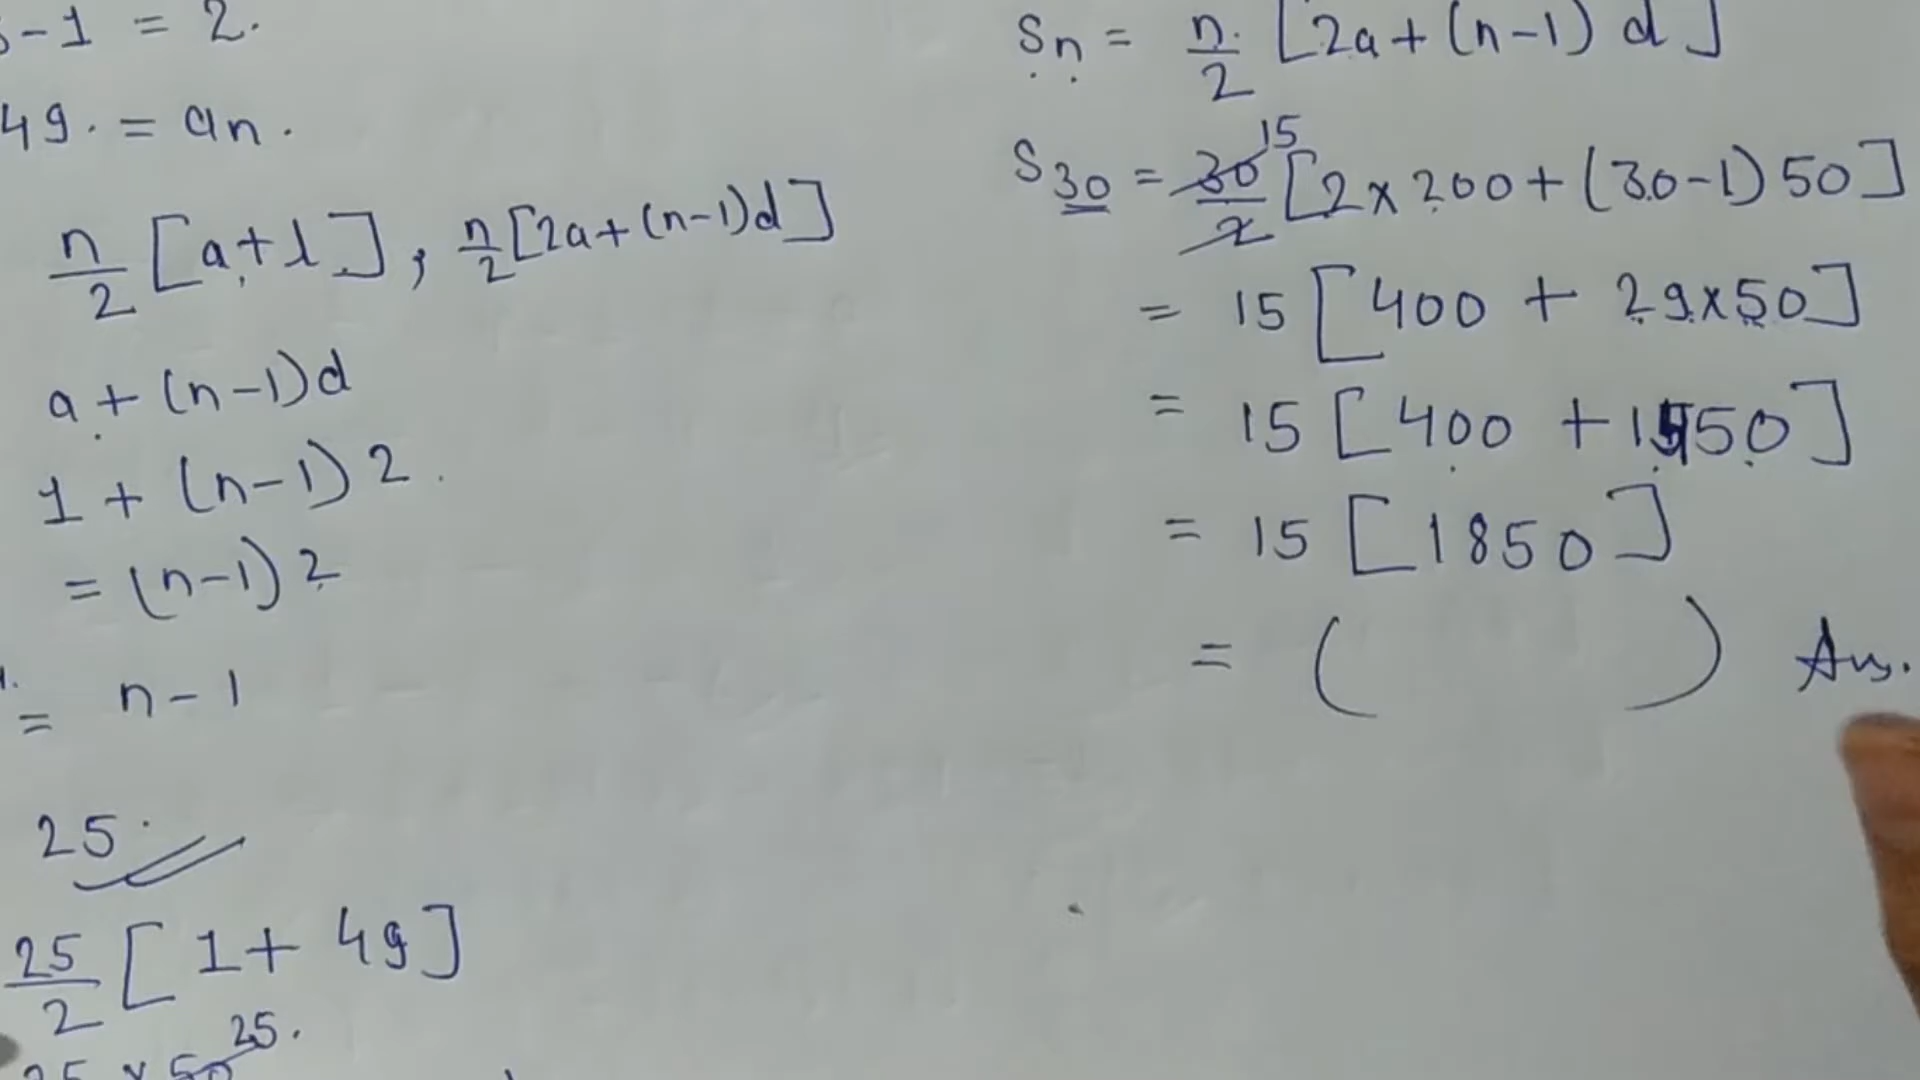 -1 = 2.
49. = an.
n/2 [a+l], n/2 [2a+(n-1)d]
a+(n-1)d
1+(n-1)2.
= (n-1)2
= n-1
25.
25/2 [1+49]
25.
25 x 50
Sn = n/2 [2a+(n-1)d]
15
S30 = 30/2 [2x200+(30-1)50]
= 15[400 + 29x50]
= 15[400 +1450]
= 15[1850]
= ( ) Ans.